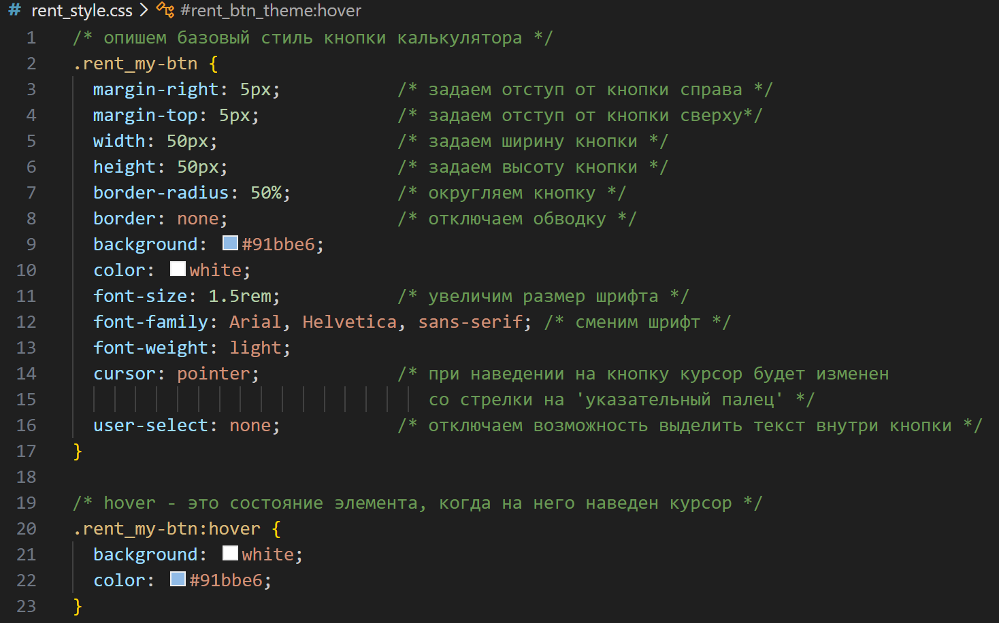 # rent_style.css > #rent_btn_theme:hover
1 /* опишем базовый стиль кнопки калькулятора */
2 .rent_my-btn {
3 margin-right: 5px; /* задаем отступ от кнопки справа */
4 margin-top: 5px; /* задаем отступ от кнопки сверху*/
5 width: 50px; /* задаем ширину кнопки */
6 height: 50px; /* задаем высоту кнопки */
7 border-radius: 50%; /* округляем кнопку */
8 border: none; /* отключаем обводку */
9 background: #91bbe6;
10 color: white;
11 font-size: 1.5rem; /* увеличим размер шрифта */
12 font-family: Arial, Helvetica, sans-serif; /* сменим шрифт */
13 font-weight: light;
14 cursor: pointer; /* при наведении на кнопку курсор будет изменен
15 со стрелки на 'указательный палец' */
16 user-select: none; /* отключаем возможность выделить текст внутри кнопки */
17 }
18
19 /* hover - это состояние элемента, когда на него наведен курсор */
20 .rent_my-btn:hover {
21 background: white;
22 color: #91bbe6;
23 }